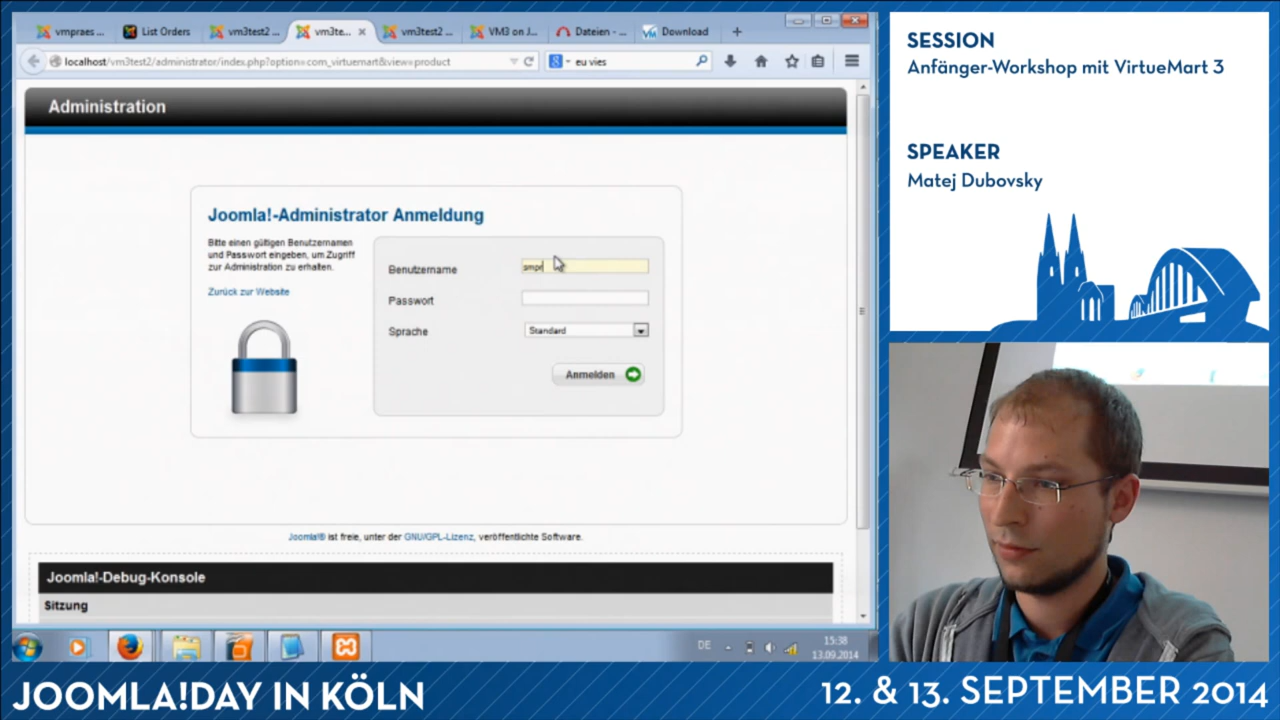 vmpraes ...
List Orders
vm3test2 ...
vm3te...
vm3test2 ...
VM3 on J...
Dateien - ...
Download
localhost/vm3test2/administrator/index.php?option=com_virtuemart&view=product
eu vies
Administration
Joomla!-Administrator Anmeldung
Bitte einen gültigen Benutzernamen
und Passwort eingeben, um Zugriff
zur Administration zu erhalten.
Zurück zur Website
Benutzername
smpr
Passwort
Sprache
Standard
Anmelden
Joomla!® ist freie, unter der GNU/GPL-Lizenz, veröffentlichte Software.
Joomla!-Debug-Konsole
Sitzung
DE
15:38
13.09.2014
SESSION
Anfänger-Workshop mit VirtueMart 3
SPEAKER
Matej Dubovsky
JOOMLA!DAY IN KÖLN
12. & 13. SEPTEMBER 2014